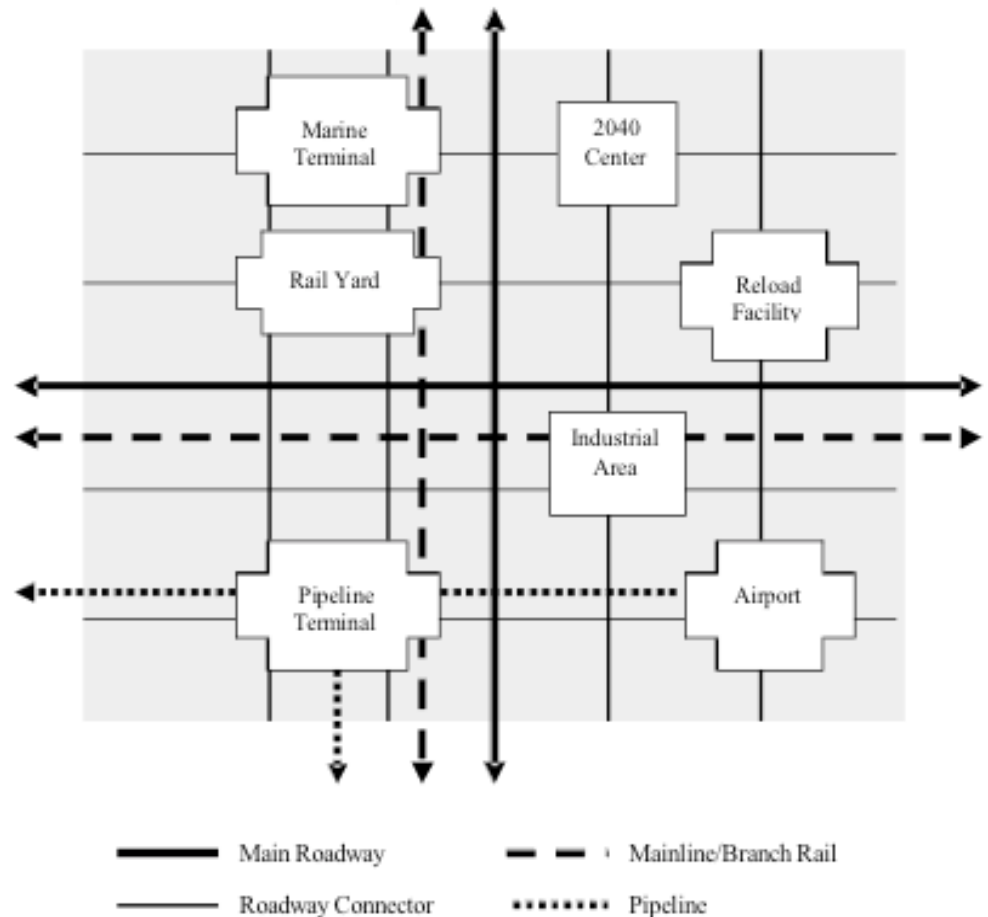 Marine
Terminal
2040
Center
Rail Yard
Reload
Facility
Industrial
Area
Pipeline
Terminal
Airport
Main Roadway
Mainline/Branch Rail
Roadway Connector
Pipeline